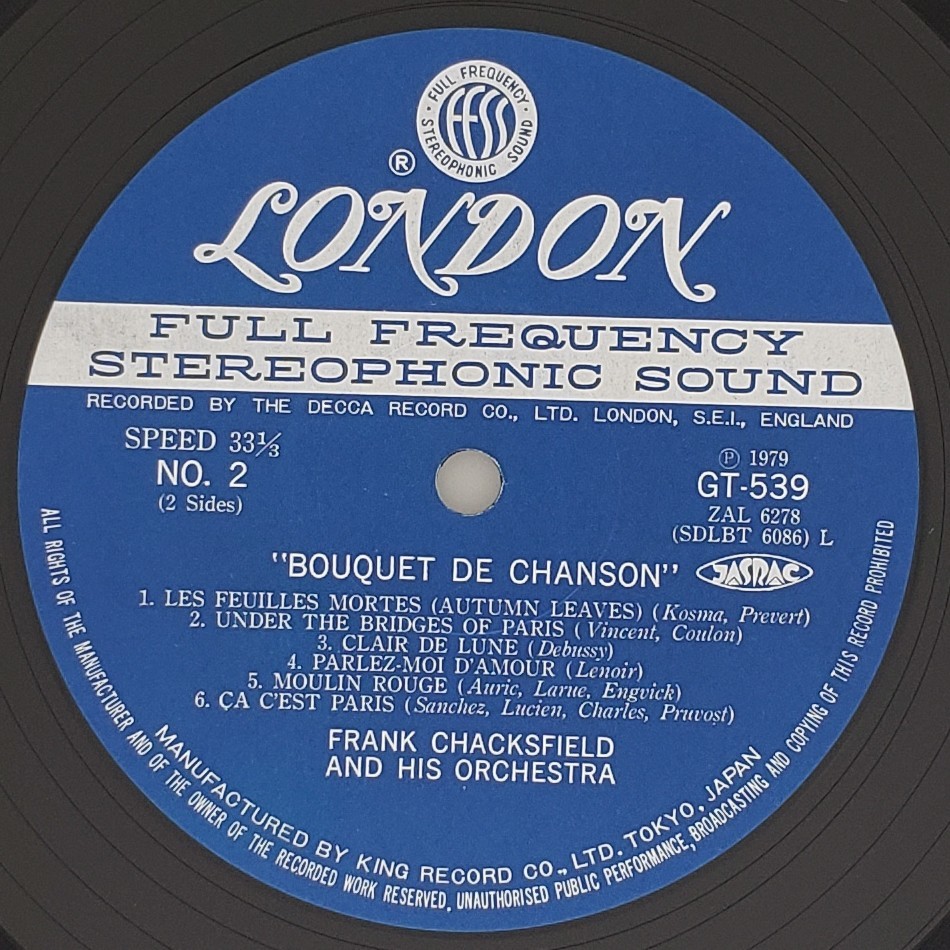 · FULL FREQUENCY ·
ffss
STEREOPHONIC SOUND
®
LONDON
FULL FREQUENCY
STEREOPHONIC SOUND
RECORDED BY THE DECCA RECORD CO., LTD. LONDON, S.E.I., ENGLAND
SPEED 33⅓
NO. 2
(2 Sides)
℗ 1979
GT-539
ZAL 6278
(SDLBT 6086) L
"BOUQUET DE CHANSON" JASRAC
1. LES FEUILLES MORTES (AUTUMN LEAVES) (Kosma, Prevert)
2. UNDER THE BRIDGES OF PARIS (Vincent, Coulon)
3. CLAIR DE LUNE (Debussy)
4. PARLEZ-MOI D'AMOUR (Lenoir)
5. MOULIN ROUGE (Auric, Larue, Engvick)
6. ÇA C'EST PARIS (Sanchez, Lucien, Charles, Pruvost)
FRANK CHACKSFIELD
AND HIS ORCHESTRA
MANUFACTURED BY KING RECORD CO., LTD. TOKYO, JAPAN
ALL RIGHTS OF THE MANUFACTURER AND OF THE OWNER OF THE RECORDED WORK RESERVED. UNAUTHORISED PUBLIC PERFORMANCE, BROADCASTING AND COPYING OF THIS RECORD PROHIBITED